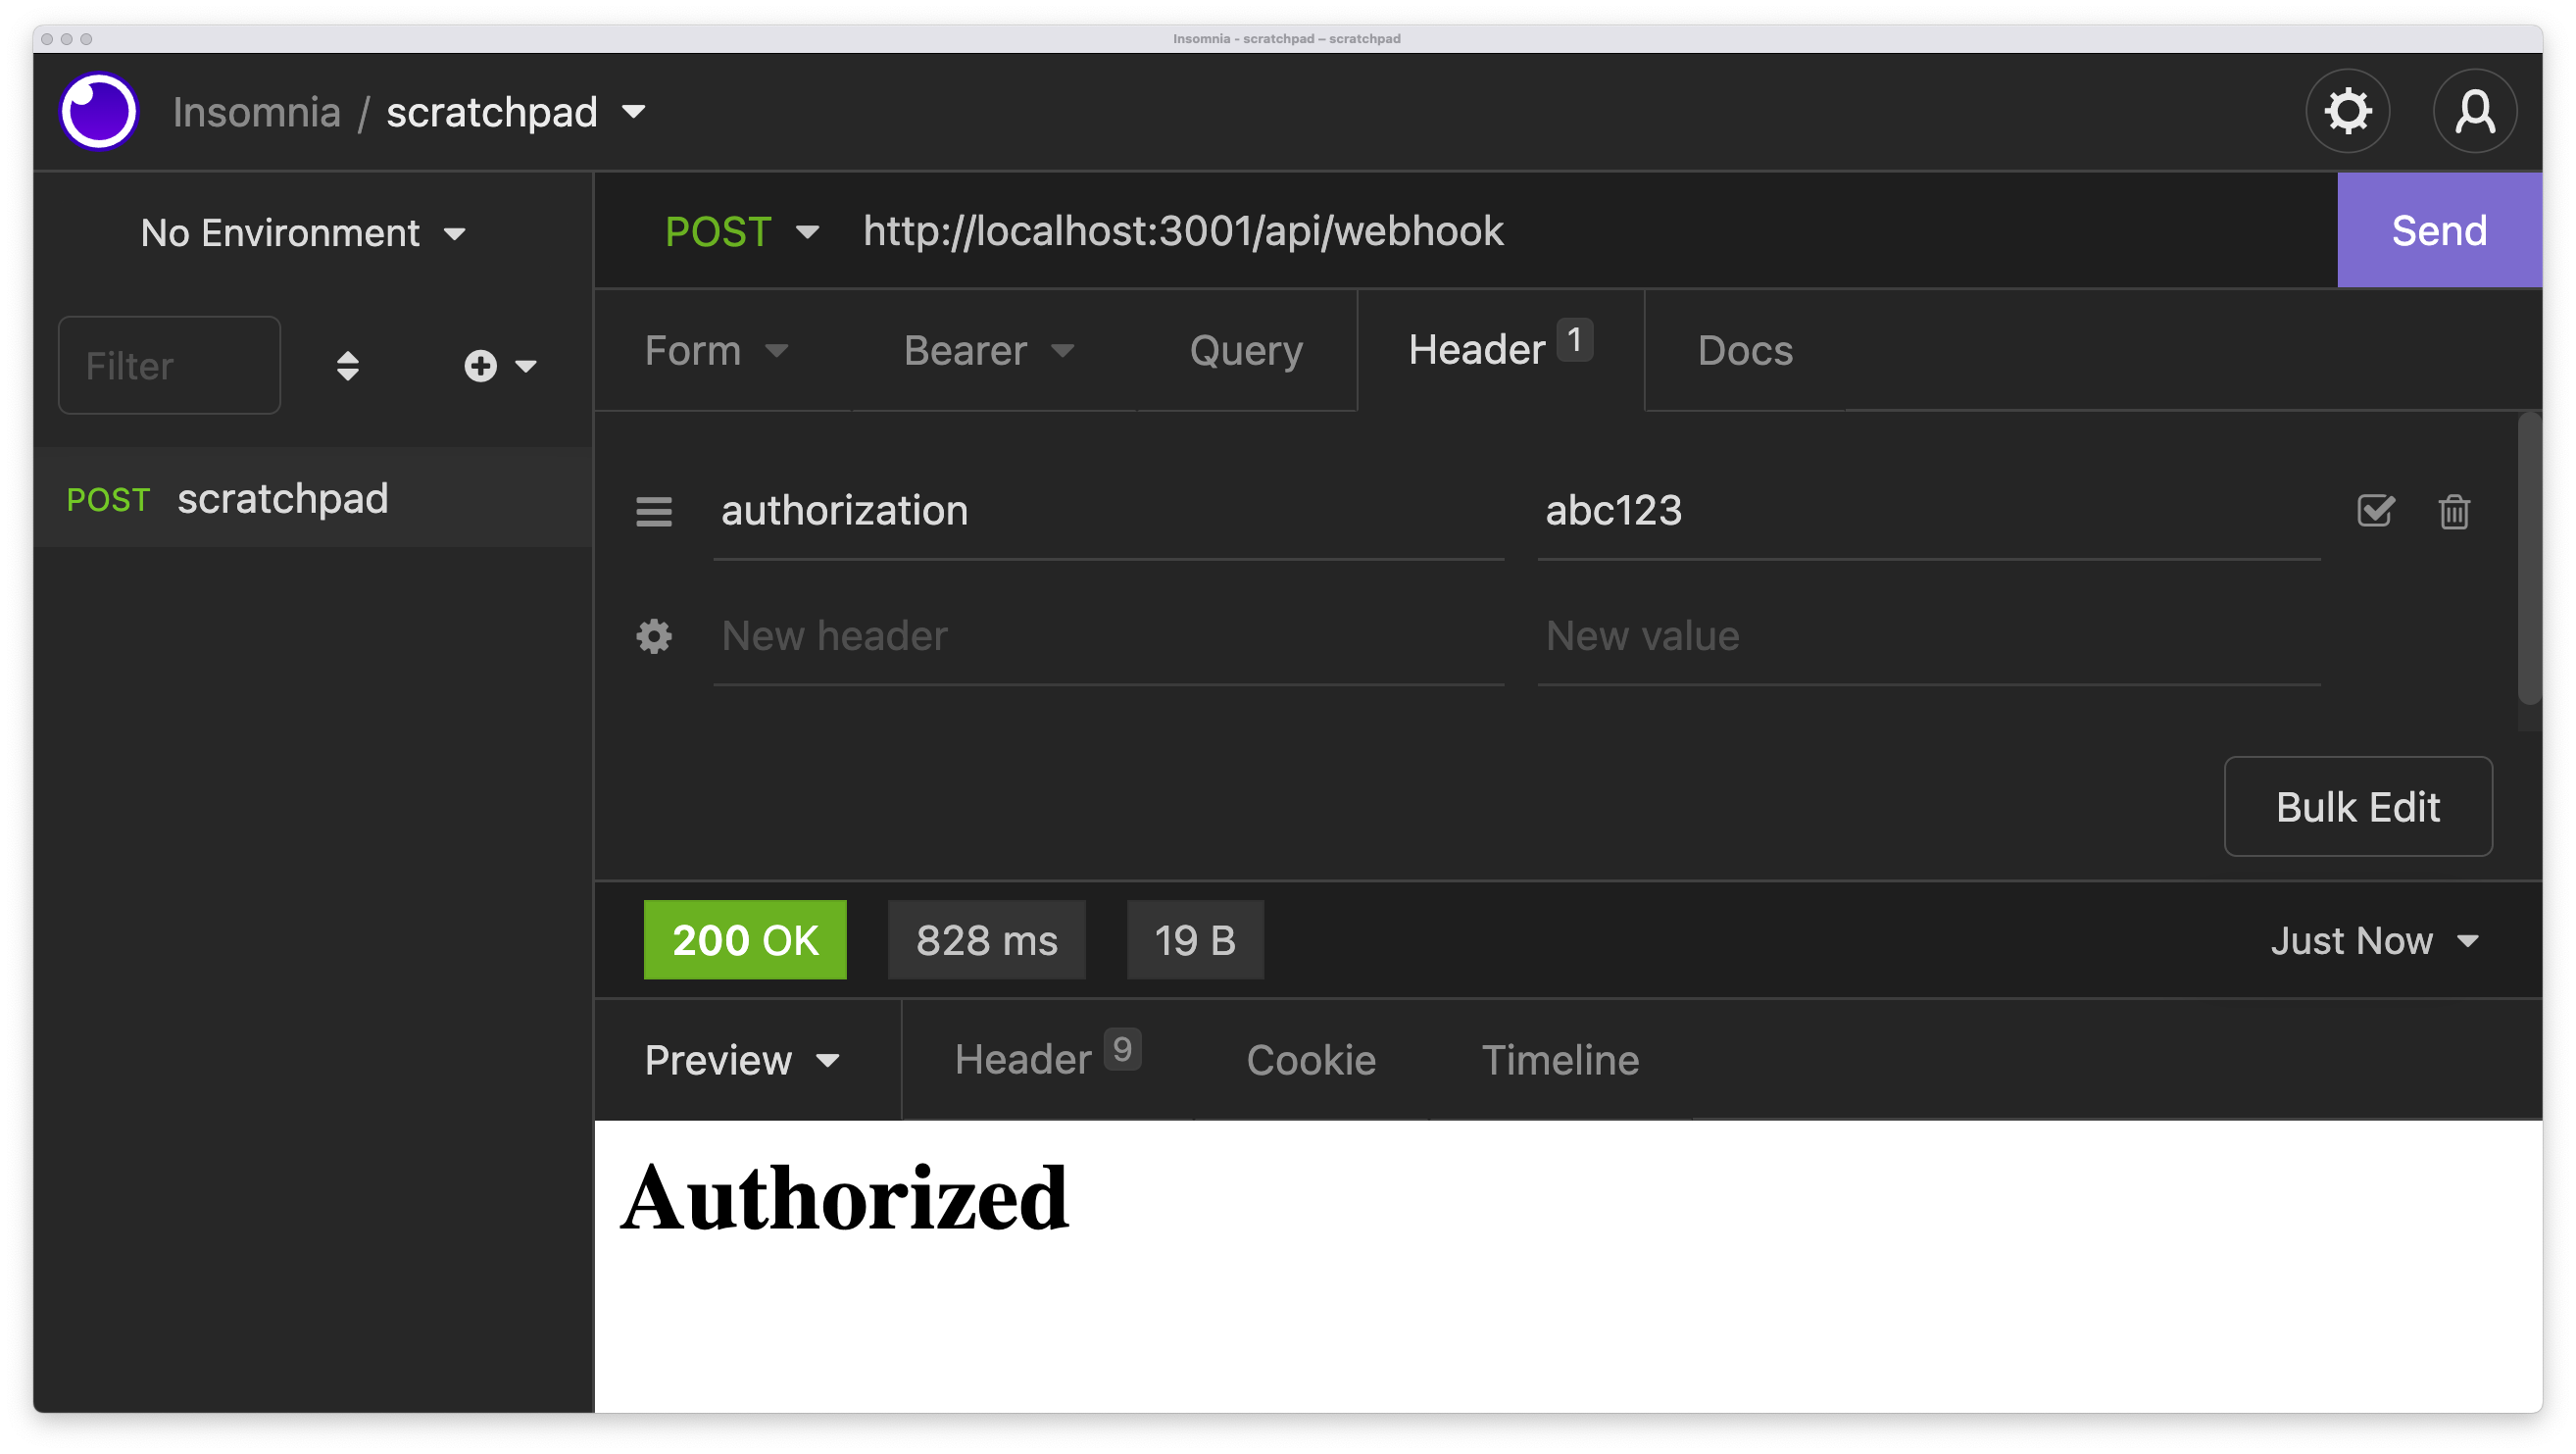 Insomnia - scratchpad – scratchpad
Insomnia / scratchpad
No Environment
POST http://localhost:3001/api/webhook Send
Filter
Form Bearer Query Header 1 Docs
POST scratchpad
authorization abc123
New header New value
Bulk Edit
200 OK 828 ms 19 B Just Now
Preview Header 9 Cookie Timeline
Authorized